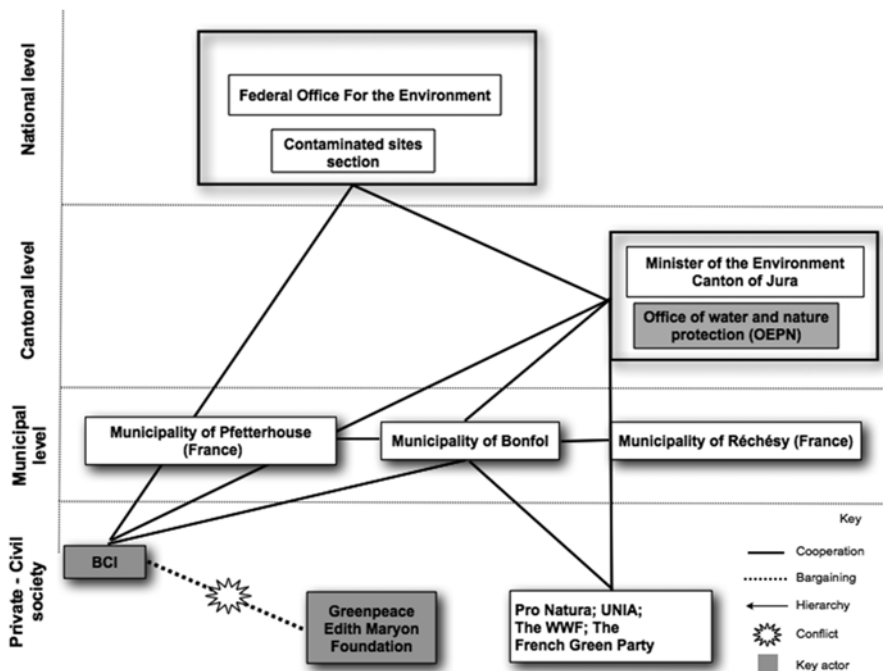 National level
Federal Office For the Environment
Contaminated sites
section
Cantonal level
Minister of the Environment
Canton of Jura
Office of water and nature
protection (OEPN)
Municipal
level
Municipality of Pfetterhouse
(France)
Municipality of Bonfol
Municipality of Réchésy (France)
Private - Civil
society
BCI
Greenpeace
Edith Maryon
Foundation
Pro Natura; UNIA;
The WWF; The
French Green Party
Key
Cooperation
Bargaining
Hierarchy
Conflict
Key actor